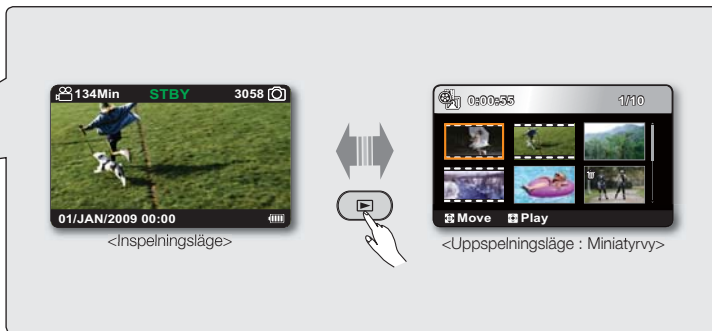 134Min STBY 3058
01/JAN/2009 00:00
<Inspelningsläge>
0:00:55 1/10
Move Play
<Uppspelningsläge : Miniatyrvy>